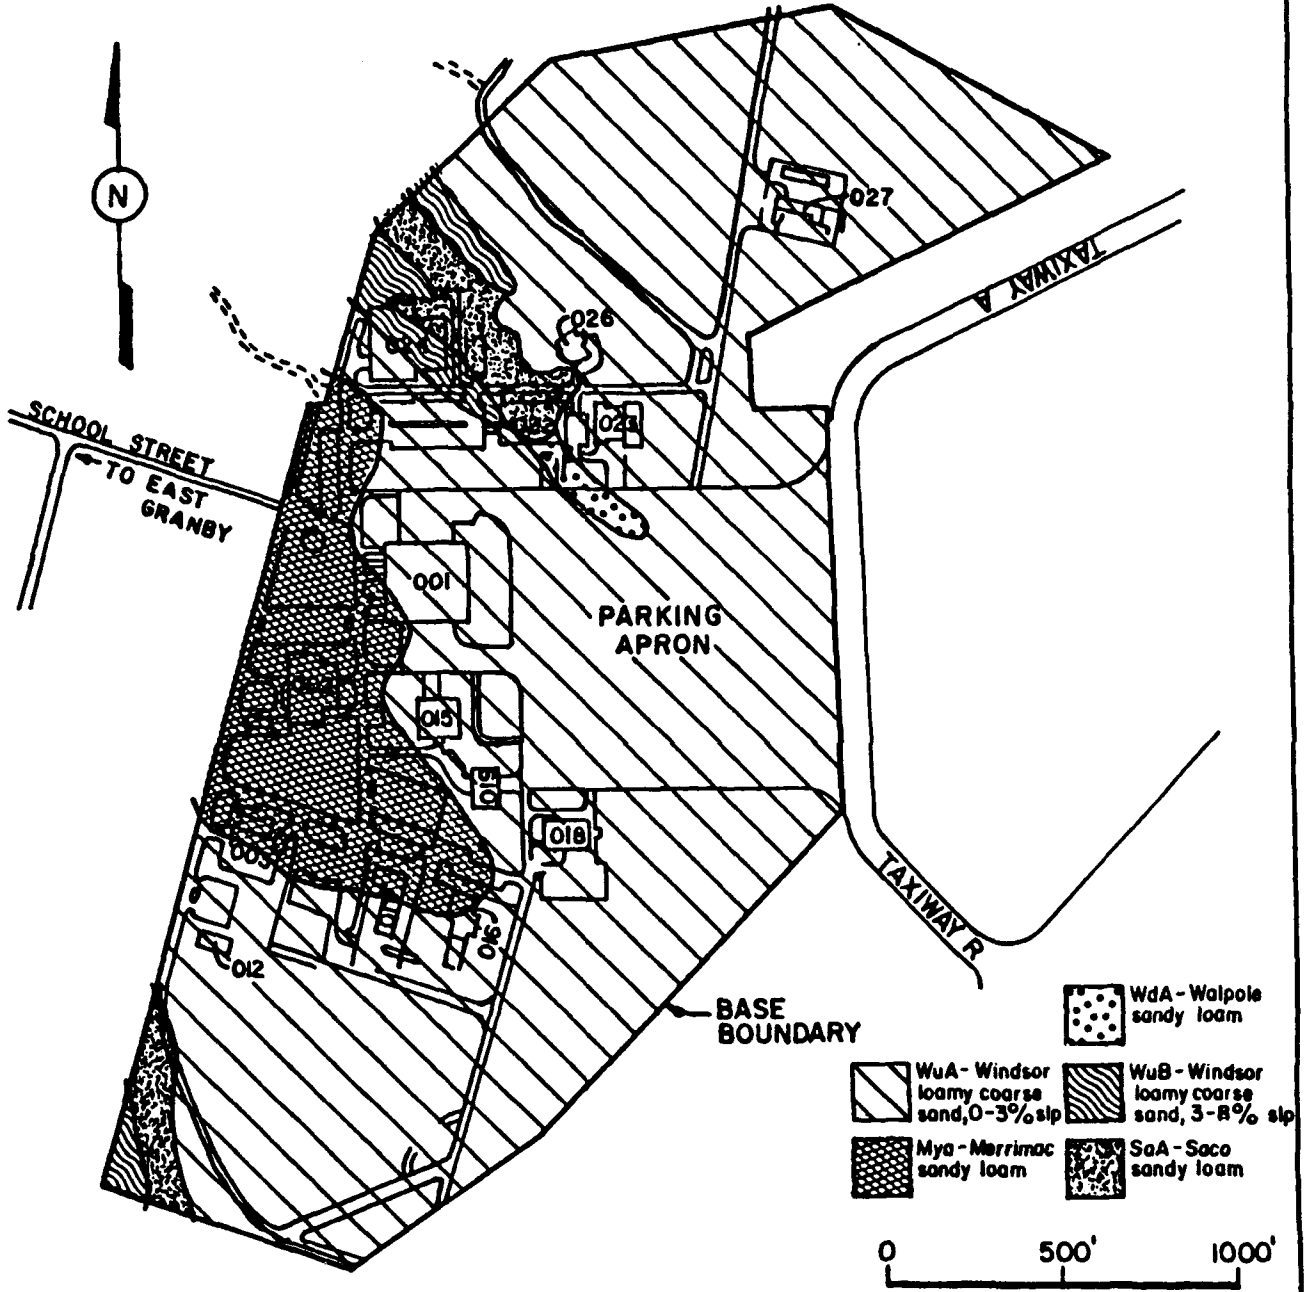 N
027
TAXIWAY A
026
023
SCHOOL STREET
TO EAST
GRANBY
001
PARKING
APRON
015
018
TAXIWAY R
016
012
BASE
BOUNDARY
WdA-Walpole
sandy loam
WuA-Windsor
loamy coarse
sand,0-3% slp
WuB-Windsor
loamy coarse
sand, 3-8% slp
Mya-Merrimac
sandy loam
SaA-Saco
sandy loam
0
500'
1000'